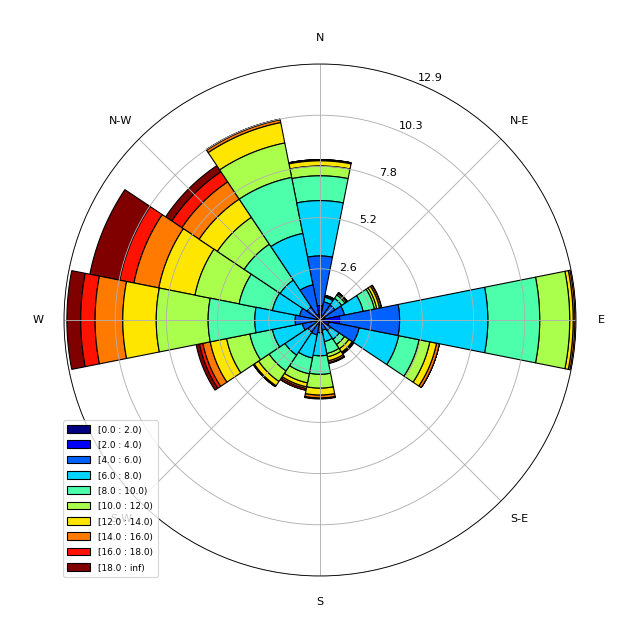 N
12.9
N-W
10.3
N-E
7.8
5.2
2.6
W
E
[0.0 : 2.0)
[2.0 : 4.0)
[4.0 : 6.0)
[6.0 : 8.0)
[8.0 : 10.0)
[10.0 : 12.0)
[12.0 : 14.0)
[14.0 : 16.0)
[16.0 : 18.0)
[18.0 : inf)
S-W
S-E
S